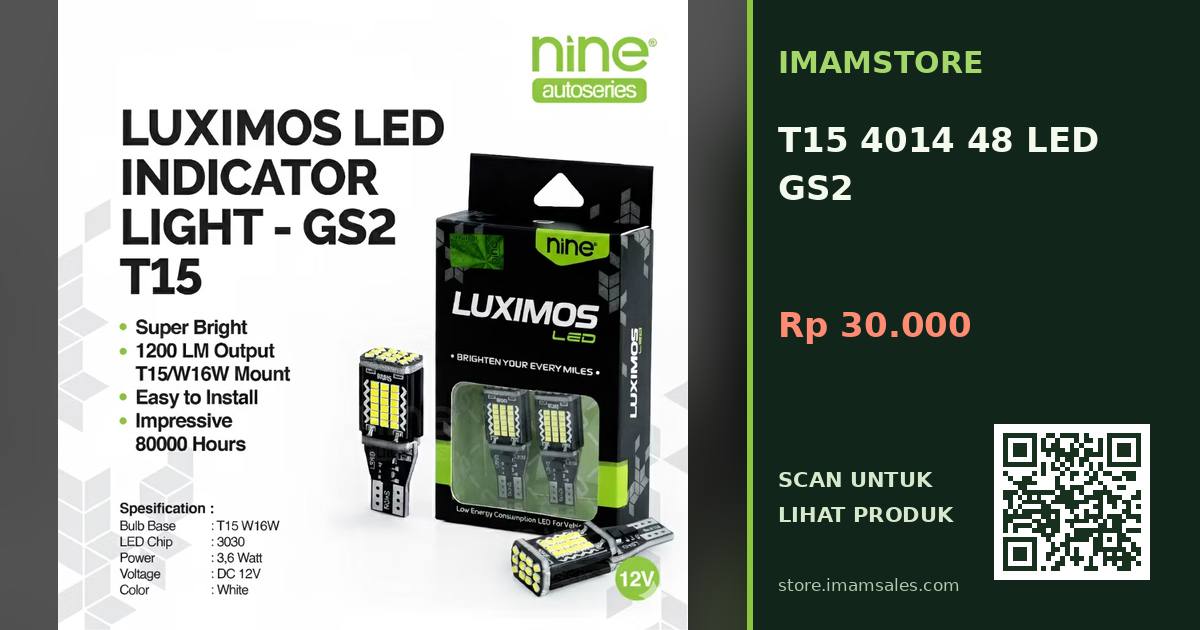 nine®
autoseries
LUXIMOS LED
INDICATOR
LIGHT - GS2
T15
• Super Bright
• 1200 LM Output
T15/W16W Mount
• Easy to Install
• Impressive
80000 Hours
Spesification :
Bulb Base : T15 W16W
LED Chip : 3030
Power : 3,6 Watt
Voltage : DC 12V
Color : White
nine®
LUXIMOS
LED
• BRIGHTEN YOUR EVERY MILES •
LUXIMOS LED
Low Energy Consumption LED For
12V
IMAMSTORE
T15 4014 48 LED
GS2
Rp 30.000
SCAN UNTUK
LIHAT PRODUK
store.imamsales.com